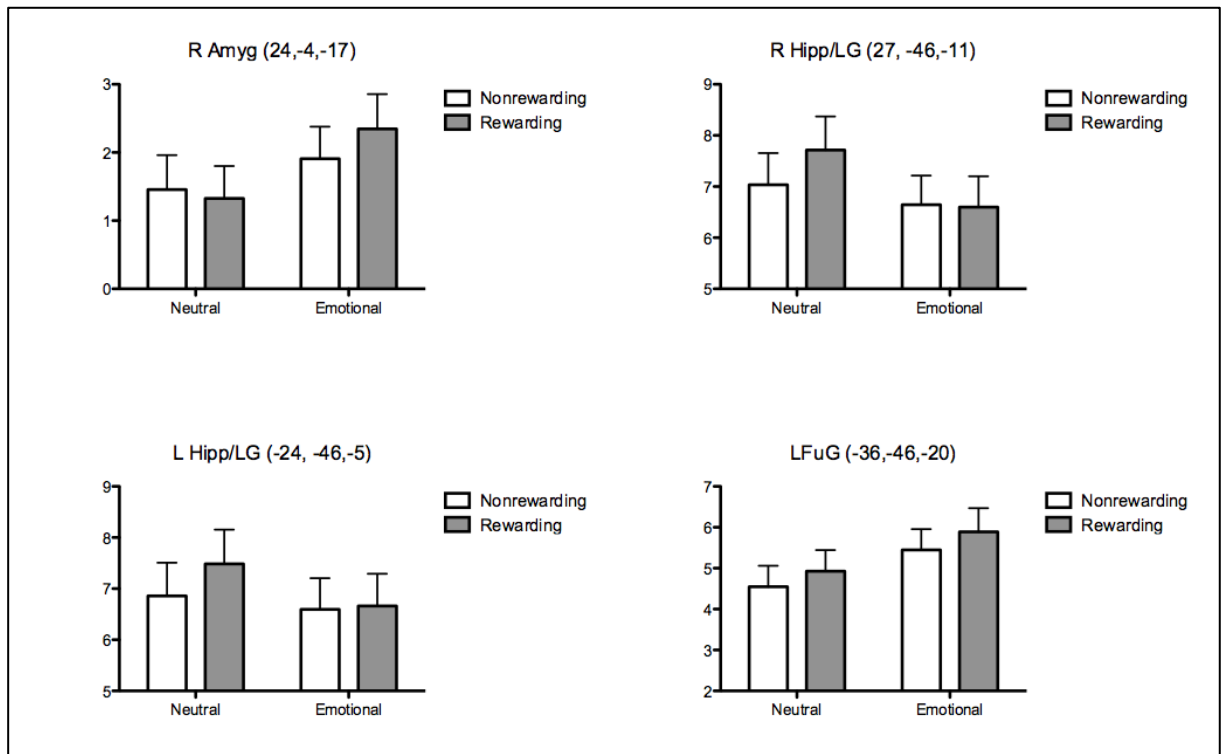 R Amyg (24,-4,-17)
3
2
1
0
Neutral
Emotional
Nonrewarding
Rewarding
R Hipp/LG (27, -46,-11)
9
8
7
6
5
Neutral
Emotional
Nonrewarding
Rewarding
L Hipp/LG (-24, -46,-5)
9
8
7
6
5
Neutral
Emotional
Nonrewarding
Rewarding
LFuG (-36,-46,-20)
7
6
5
4
3
2
Neutral
Emotional
Nonrewarding
Rewarding